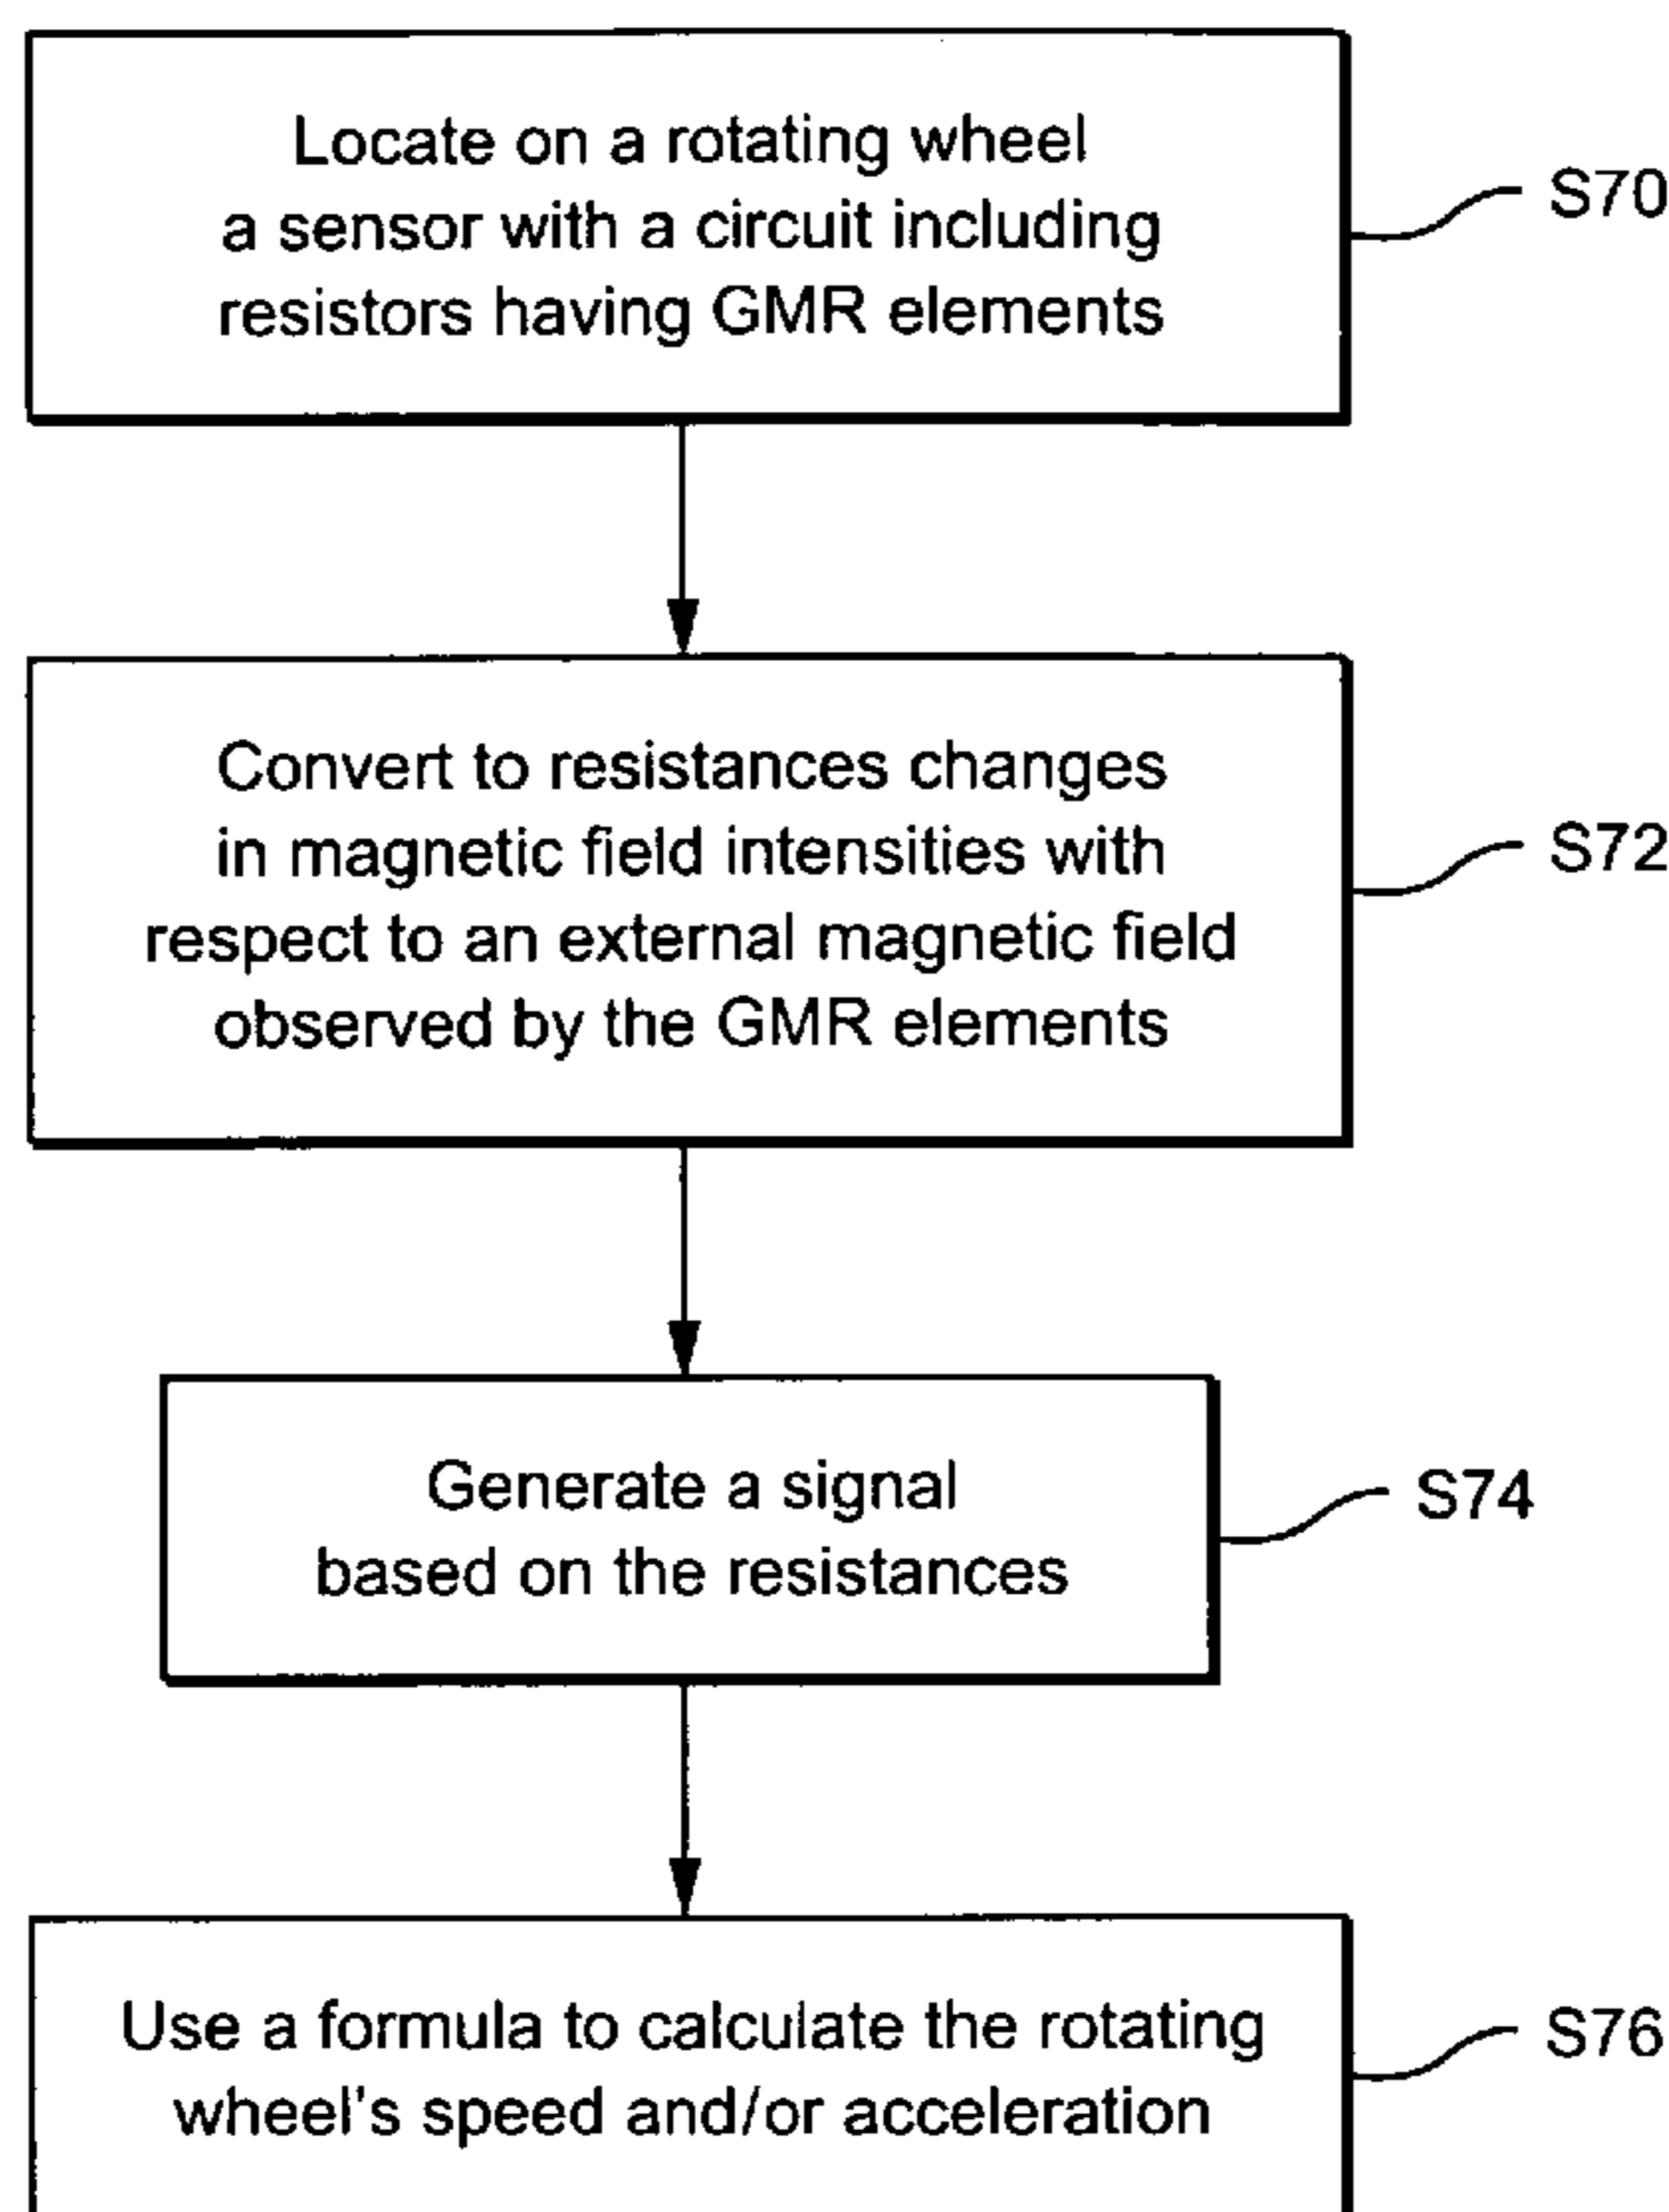 Locate on a rotating wheel
a sensor with a circuit including
resistors having GMR elements
S70
Convert to resistances changes
in magnetic field intensities with
respect to an external magnetic field
observed by the GMR elements
S72
Generate a signal
based on the resistances
S74
Use a formula to calculate the rotating
wheel's speed and/or acceleration
S76